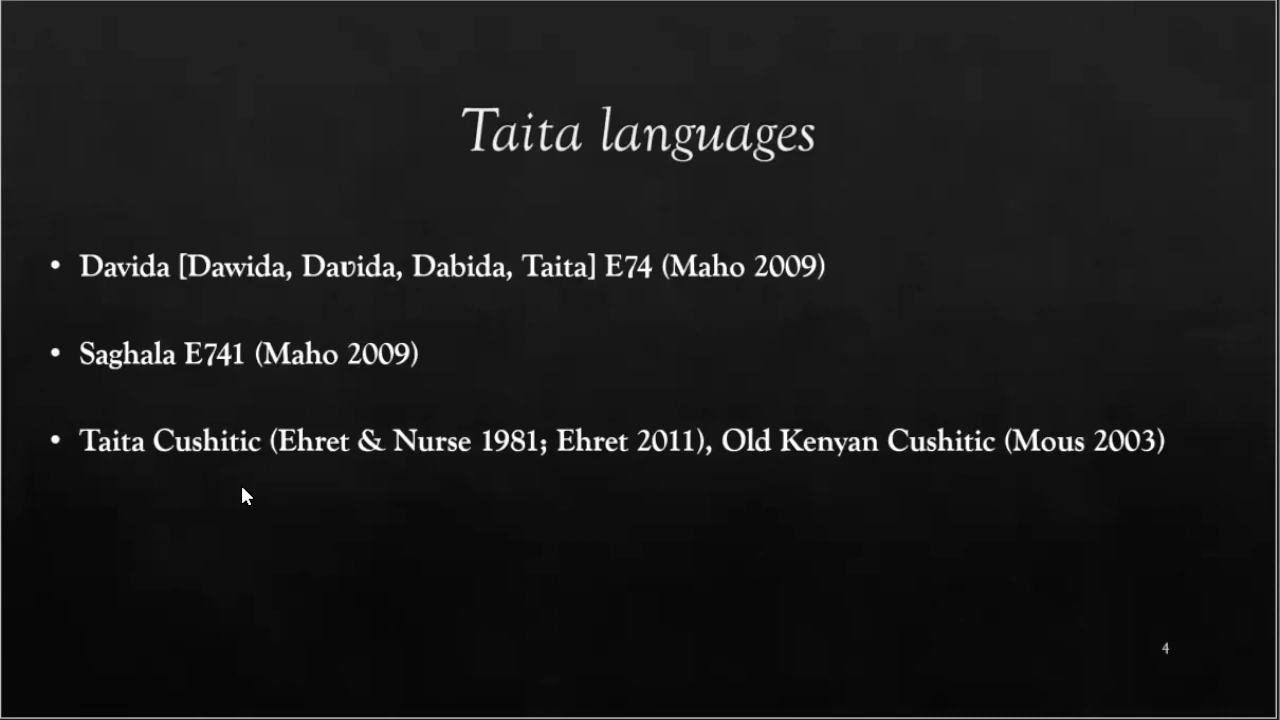 Taita languages
• Davida [Dawida, Daʋida, Dabida, Taita] E74 (Maho 2009)
• Saghala E741 (Maho 2009)
• Taita Cushitic (Ehret & Nurse 1981; Ehret 2011), Old Kenyan Cushitic (Mous 2003)
4